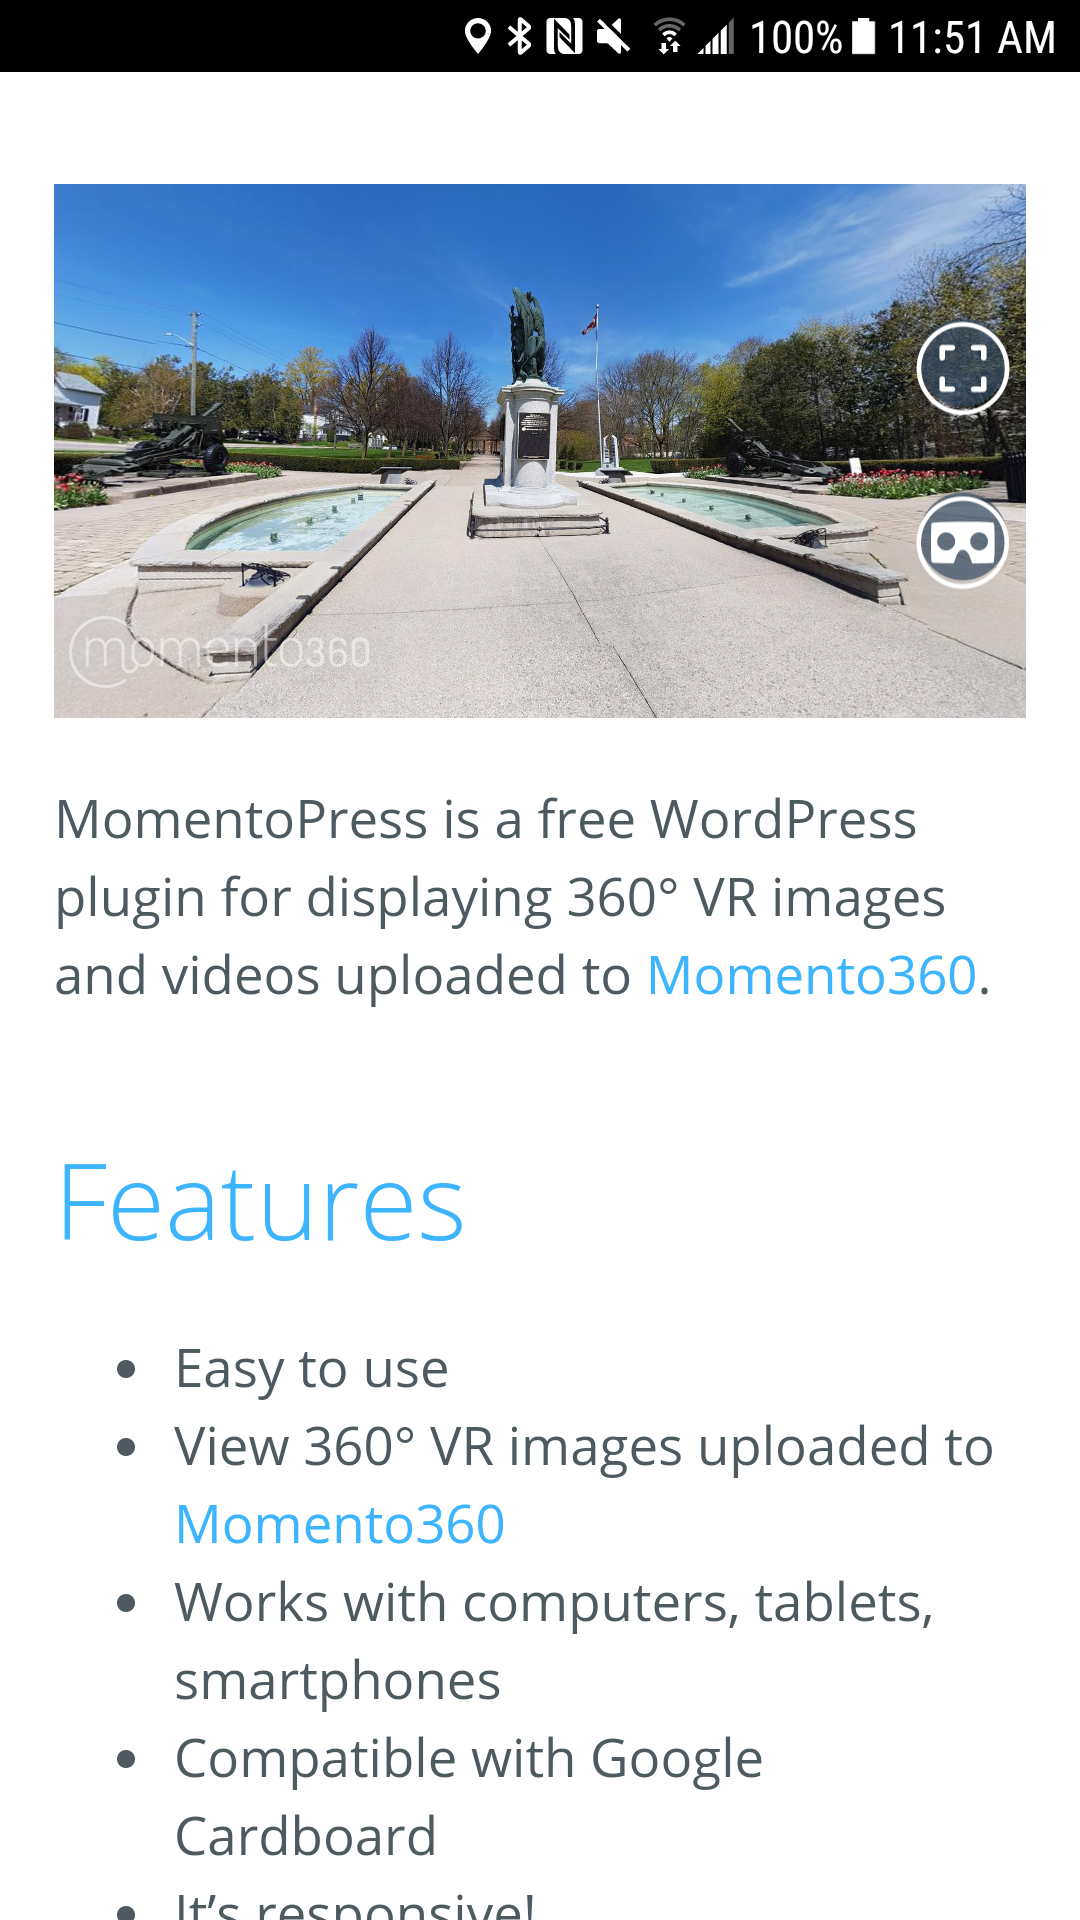 100% 11:51 AM
momento360
MomentoPress is a free WordPress
plugin for displaying 360° VR images
and videos uploaded to Momento360.
Features
• Easy to use
• View 360° VR images uploaded to
Momento360
• Works with computers, tablets,
smartphones
• Compatible with Google
Cardboard
• It’s responsive!